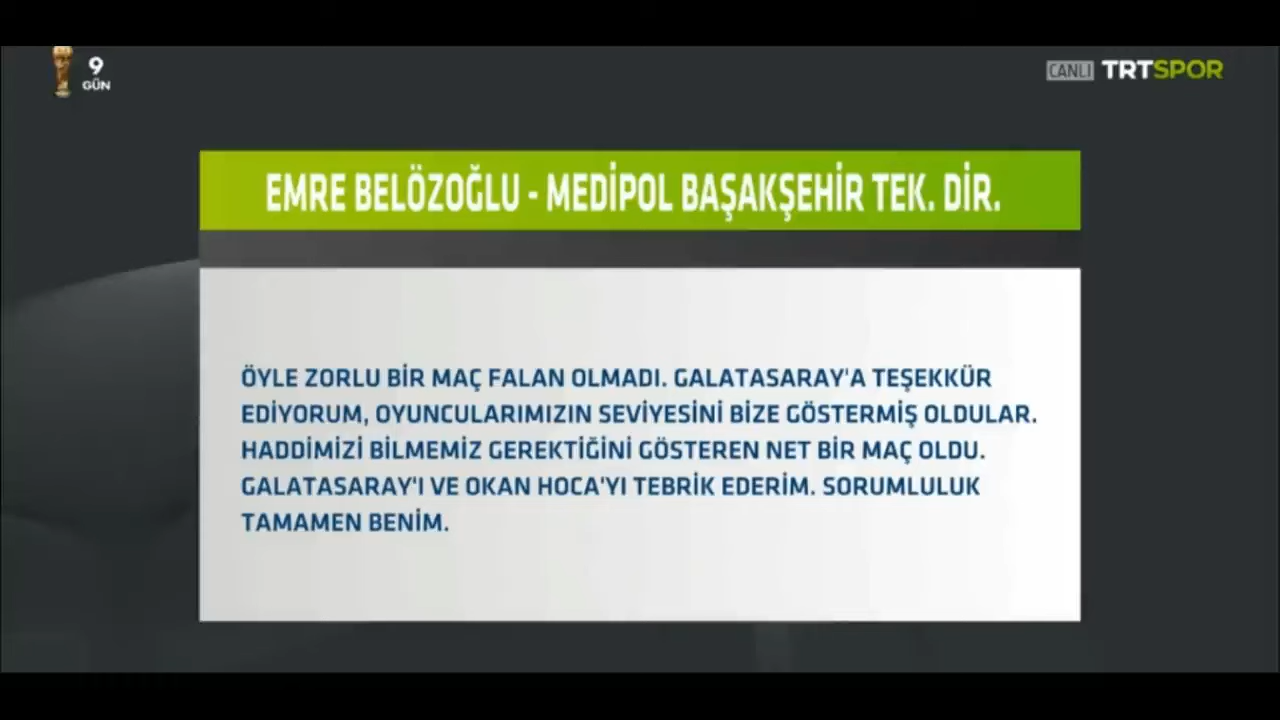 9
GÜN
CANLI TRTSPOR
EMRE BELÖZOĞLU - MEDİPOL BAŞAKŞEHİR TEK. DİR.
ÖYLE ZORLU BİR MAÇ FALAN OLMADI. GALATASARAY'A TEŞEKKÜR
EDİYORUM, OYUNCULARIMIZIN SEVİYESİNİ BİZE GÖSTERMİŞ OLDULAR.
HADDİMİZİ BİLMEMİZ GEREKTİĞİNİ GÖSTEREN NET BİR MAÇ OLDU.
GALATASARAY'I VE OKAN HOCA'YI TEBRİK EDERİM. SORUMLULUK
TAMAMEN BENİM.